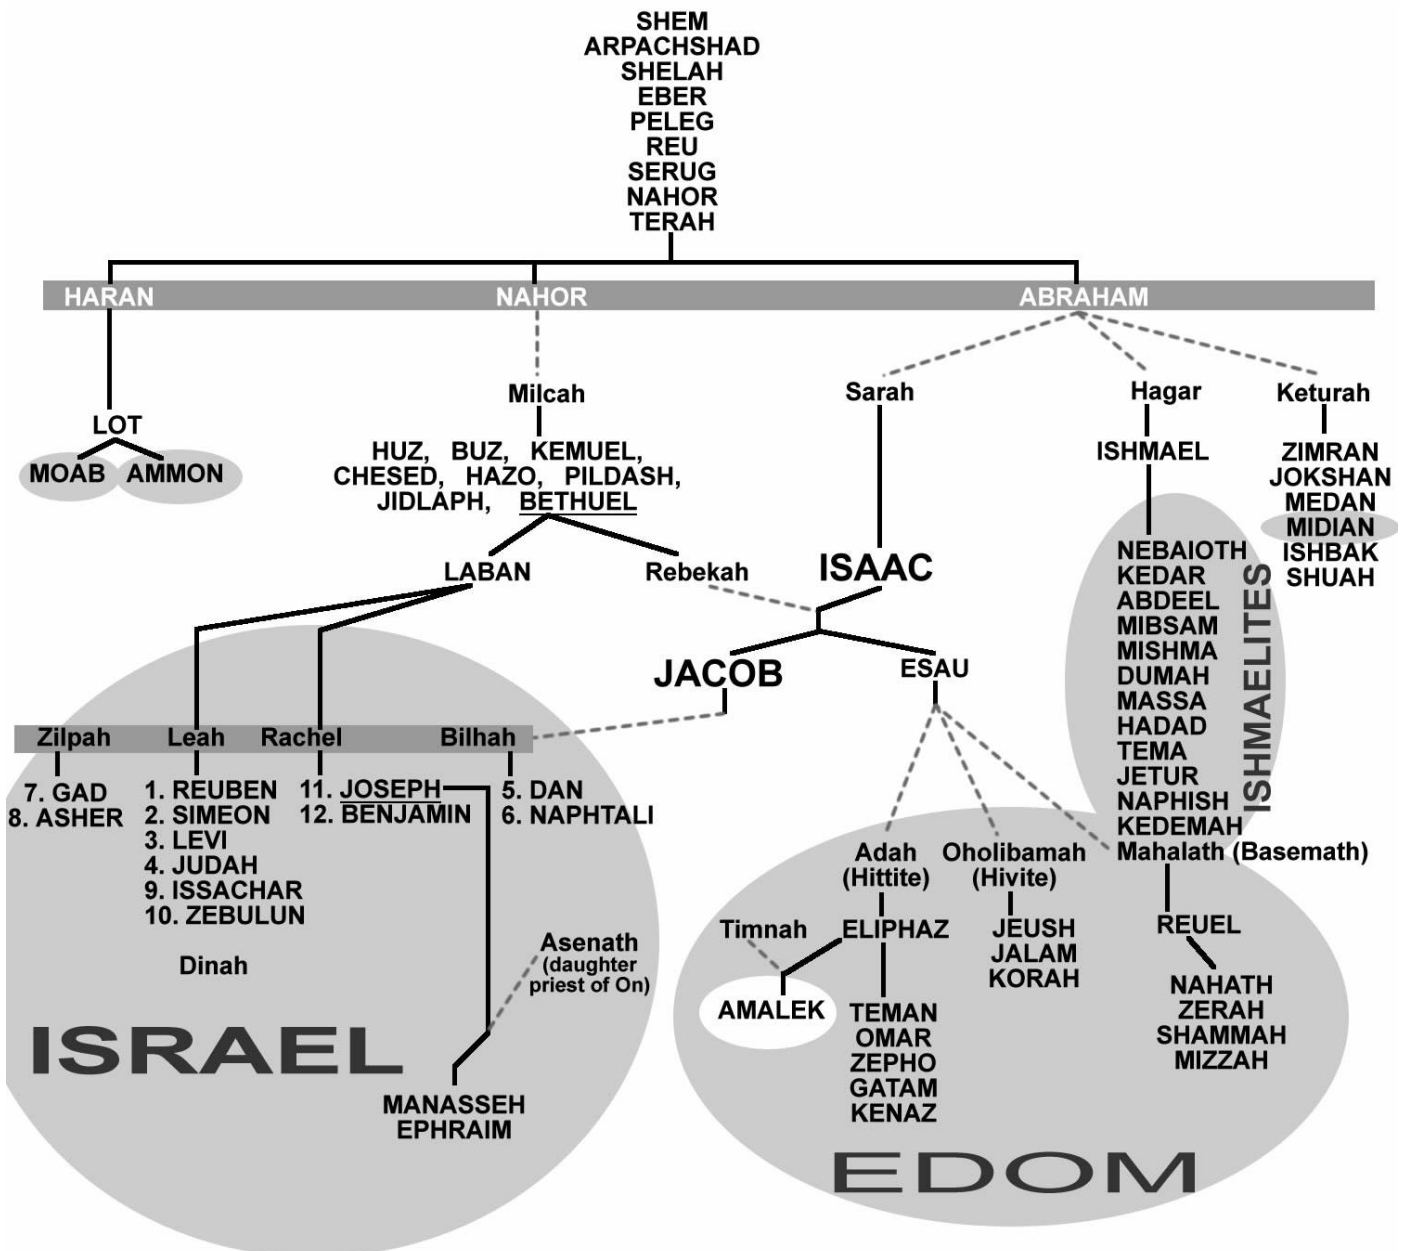 SHEM
ARPACHSHAD
SHELAH
EBER
PELEG
REU
SERUG
NAHOR
TERAH
HARAN
NAHOR
ABRAHAM
LOT
MOAB
AMMON
Milcah
HUZ, BUZ, KEMUEL,
CHESED, HAZO, PILDASH,
JIDLAPH, BETHUEL
LABAN
Rebekah
Sarah
ISAAC
Hagar
ISHMAEL
NEBAIOTH
KEDAR
ABDEEL
MIBSAM
MISHMA
DUMAH
MASSA
HADAD
TEMA
JETUR
NAPHISH
KEDEMAH
Mahalath (Basemath)
ISHMAELITES
Keturah
ZIMRAN
JOKSHAN
MEDAN
MIDIAN
ISHBAK
SHUAH
JACOB
ESAU
Zilpah
7. GAD
8. ASHER
Leah
1. REUBEN
2. SIMEON
3. LEVI
4. JUDAH
9. ISSACHAR
10. ZEBULUN
Dinah
Rachel
11. JOSEPH
12. BENJAMIN
Bilhah
5. DAN
6. NAPHTALI
Asenath
(daughter
priest of On)
MANASSEH
EPHRAIM
ISRAEL
Timnah
AMALEK
Adah
(Hittite)
ELIPHAZ
TEMAN
OMAR
ZEPHO
GATAM
KENAZ
Oholibamah
(Hivite)
JEUSH
JALAM
KORAH
REUEL
NAHATH
ZERAH
SHAMMAH
MIZZAH
EDOM